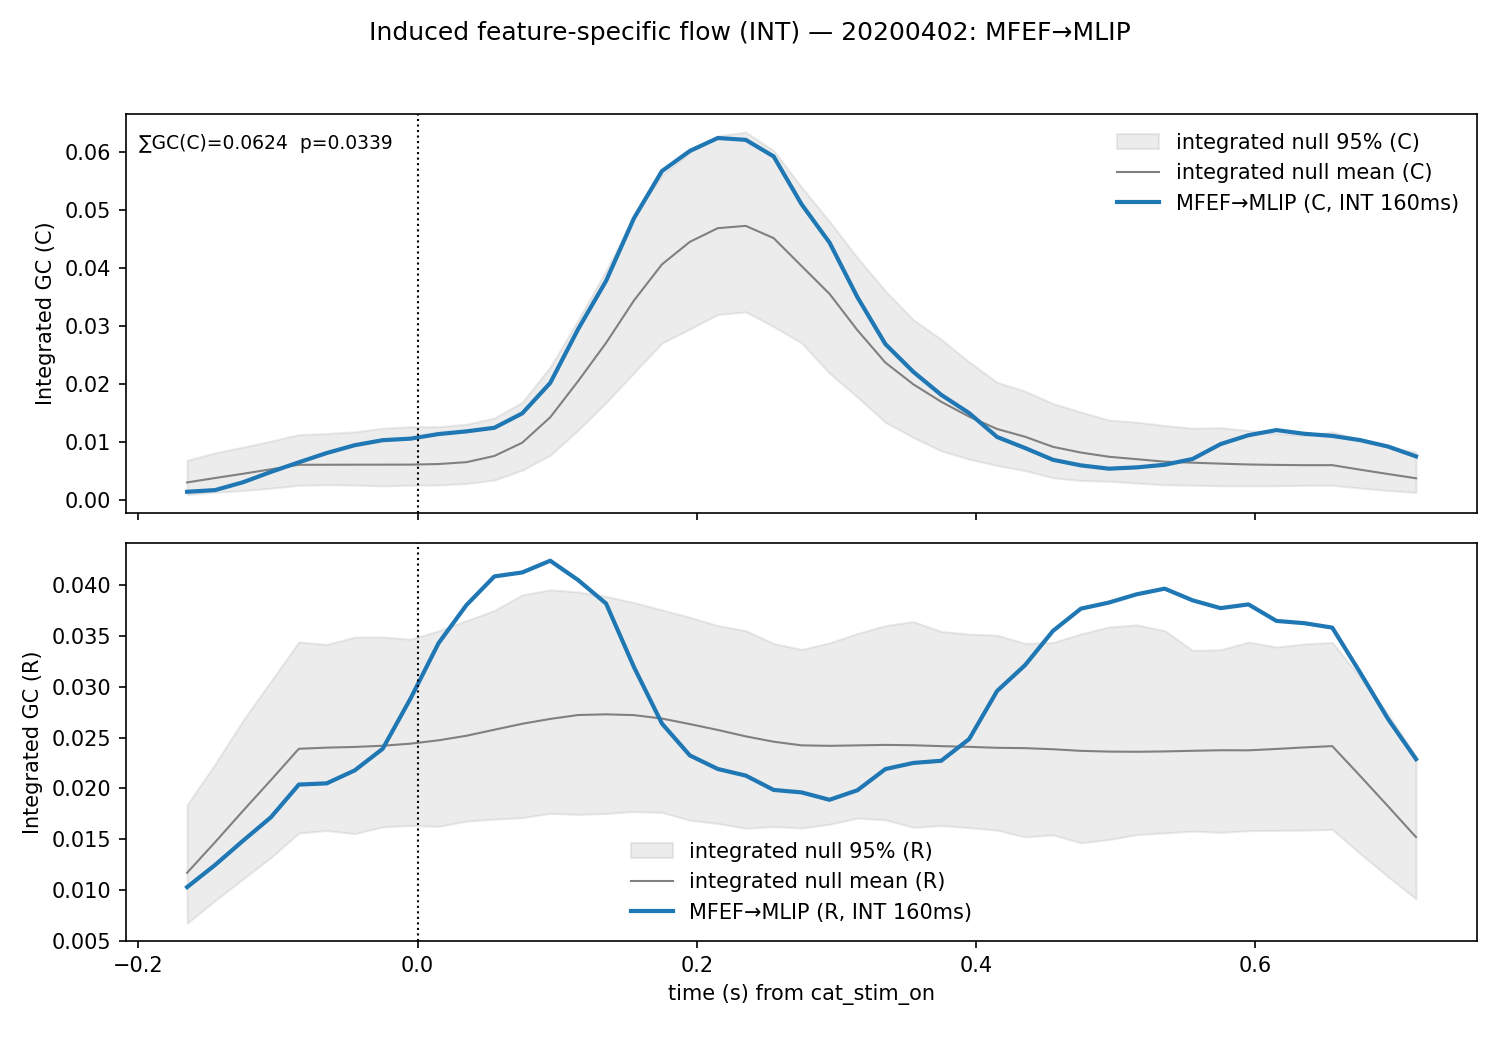 Induced feature-specific flow (INT) — 20200402: MFEF→MLIP
∑GC(C)=0.0624  p=0.0339
integrated null 95% (C)
integrated null mean (C)
MFEF→MLIP (C, INT 160ms)
Integrated GC (C)
0.06
0.05
0.04
0.03
0.02
0.01
0.00
Integrated GC (R)
0.040
0.035
0.030
0.025
0.020
0.015
0.010
0.005
integrated null 95% (R)
integrated null mean (R)
MFEF→MLIP (R, INT 160ms)
−0.2
0.0
0.2
0.4
0.6
time (s) from cat_stim_on